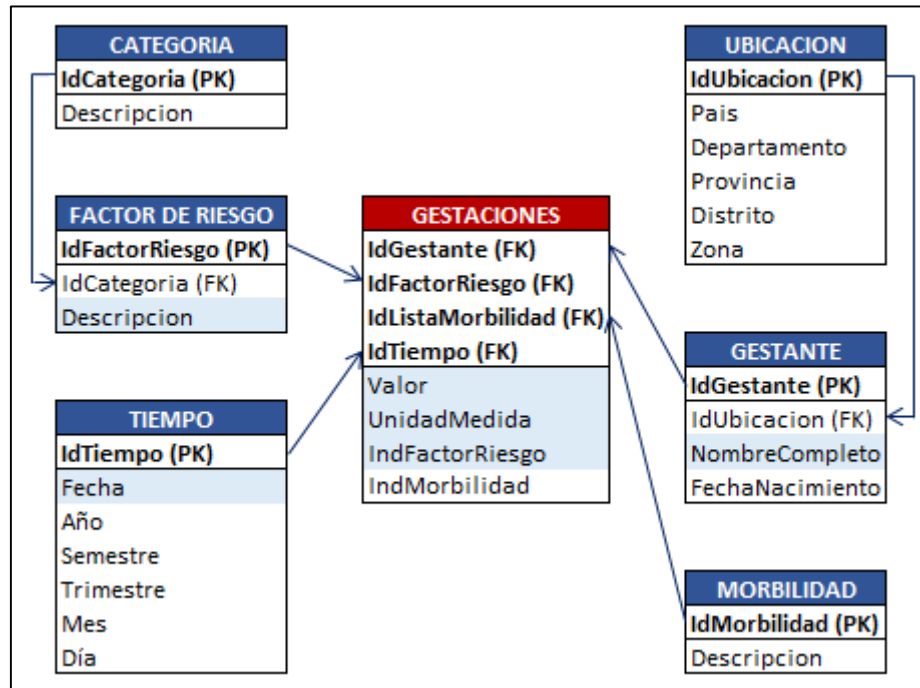 CATEGORIA
IdCategoria (PK)
Descripcion
FACTOR DE RIESGO
IdFactorRiesgo (PK)
IdCategoria (FK)
Descripcion
TIEMPO
IdTiempo (PK)
Fecha
Año
Semestre
Trimestre
Mes
Día
GESTACIONES
IdGestante (FK)
IdFactorRiesgo (FK)
IdListaMorbilidad (FK)
IdTiempo (FK)
Valor
UnidadMedida
IndFactorRiesgo
IndMorbilidad
UBICACION
IdUbicacion (PK)
Pais
Departamento
Provincia
Distrito
Zona
GESTANTE
IdGestante (PK)
IdUbicacion (FK)
NombreCompleto
FechaNacimiento
MORBILIDAD
IdMorbilidad (PK)
Descripcion